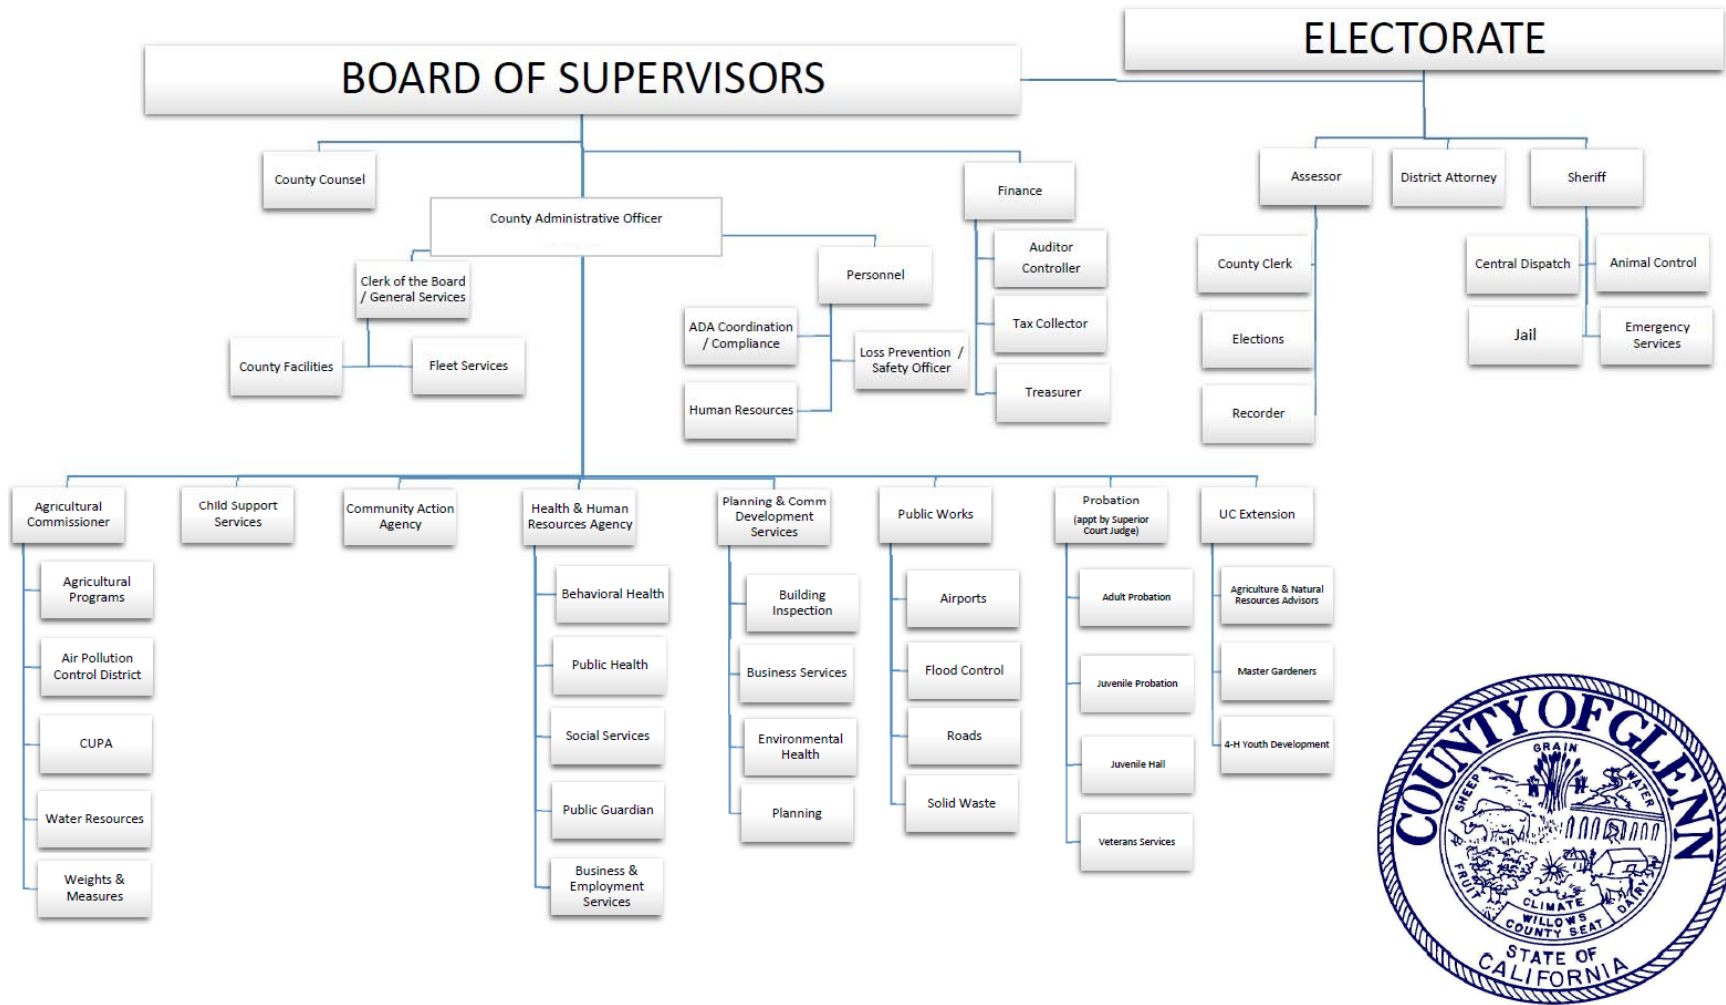 ELECTORATE
BOARD OF SUPERVISORS
County Counsel
Finance
Assessor
District Attorney
Sheriff
County Administrative Officer
Clerk of the Board
/ General Services
Personnel
Auditor
Controller
County Clerk
Central Dispatch
Animal Control
ADA Coordination
/ Compliance
Tax Collector
Elections
Jail
Emergency
Services
County Facilities
Fleet Services
Loss Prevention /
Safety Officer
Human Resources
Treasurer
Recorder
Agricultural
Commissioner
Child Support
Services
Community Action
Agency
Health & Human
Resources Agency
Planning & Comm
Development
Services
Public Works
Probation
(appt by Superior
Court Judge)
UC Extension
Agricultural
Programs
Air Pollution
Control District
CUPA
Water Resources
Weights &
Measures
Behavioral Health
Public Health
Social Services
Public Guardian
Business &
Employment
Services
Building
Inspection
Business Services
Environmental
Health
Planning
Airports
Flood Control
Roads
Solid Waste
Adult Probation
Juvenile Probation
Juvenile Hall
Veterans Services
Agriculture & Natural
Resources Advisors
Master Gardeners
4-H Youth Development
COUNTY OF GLENN
GRAIN
SHEEP
WATER
FRUIT
DAIRY
CLIMATE
WILLOWS
COUNTY SEAT
STATE OF
CALIFORNIA